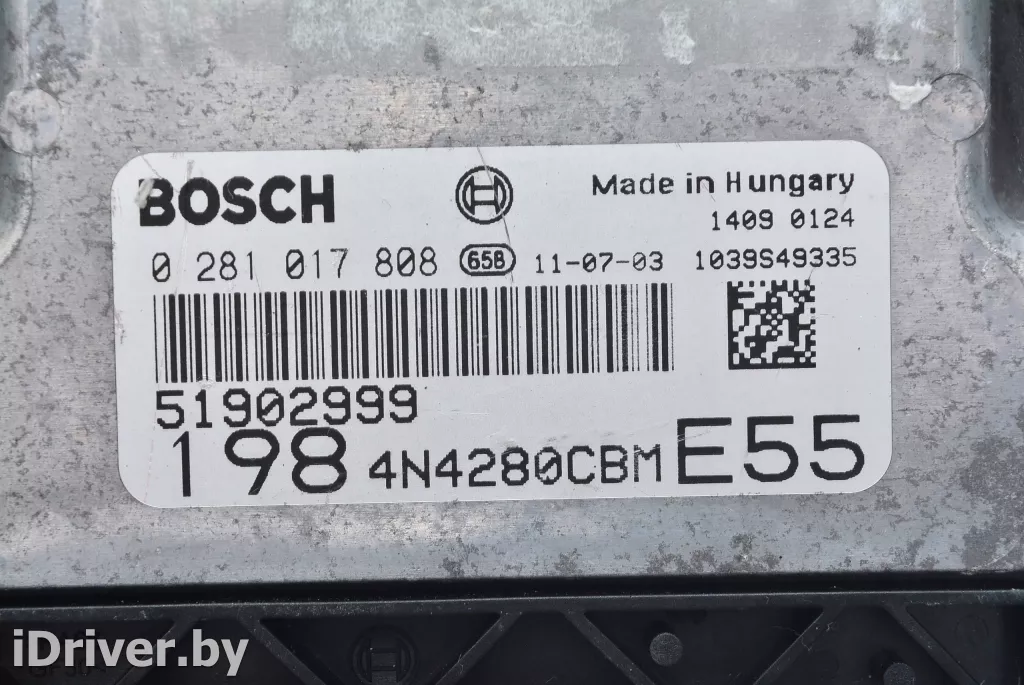 BOSCH
Made in Hungary
1409 0124
0 281 017 808 658 11-07-03 1039S49335
51902999
198 4N4280CBM E55
iDriver.by